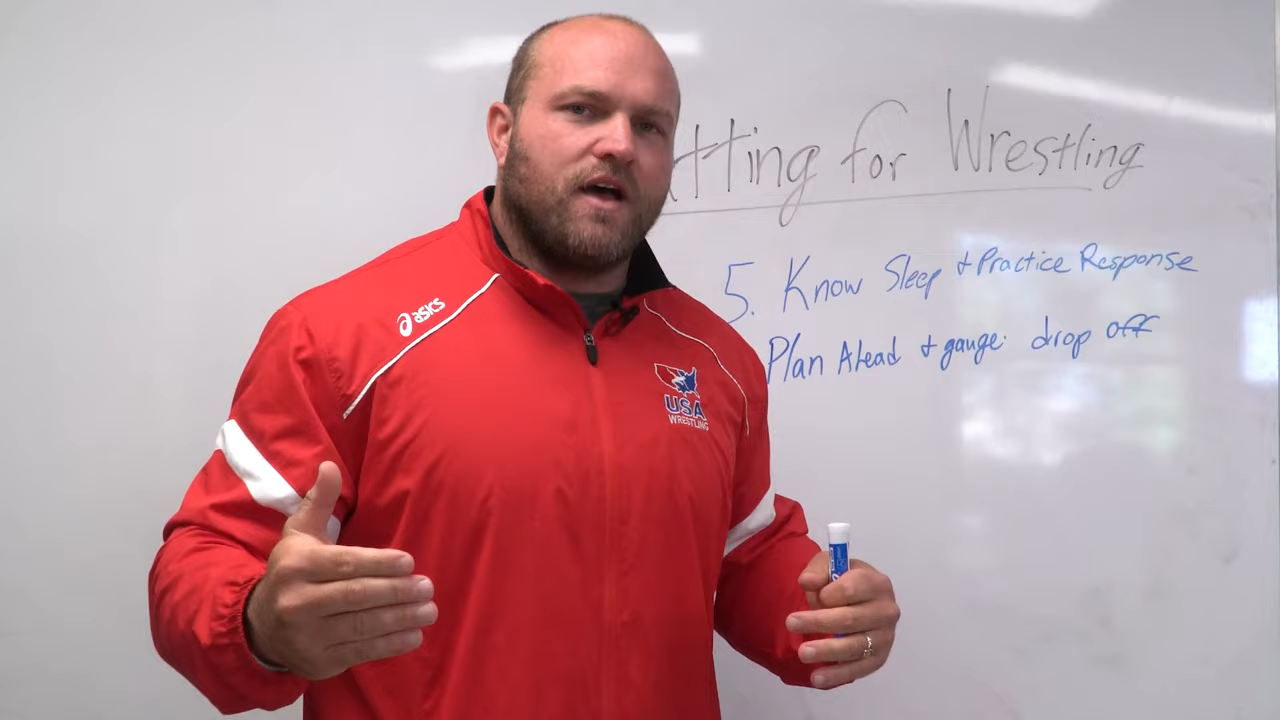 tting for Wrestling
5. Know Sleep + Practice Response
Plan Ahead + gauge: drop off
asics
USA
WRESTLING